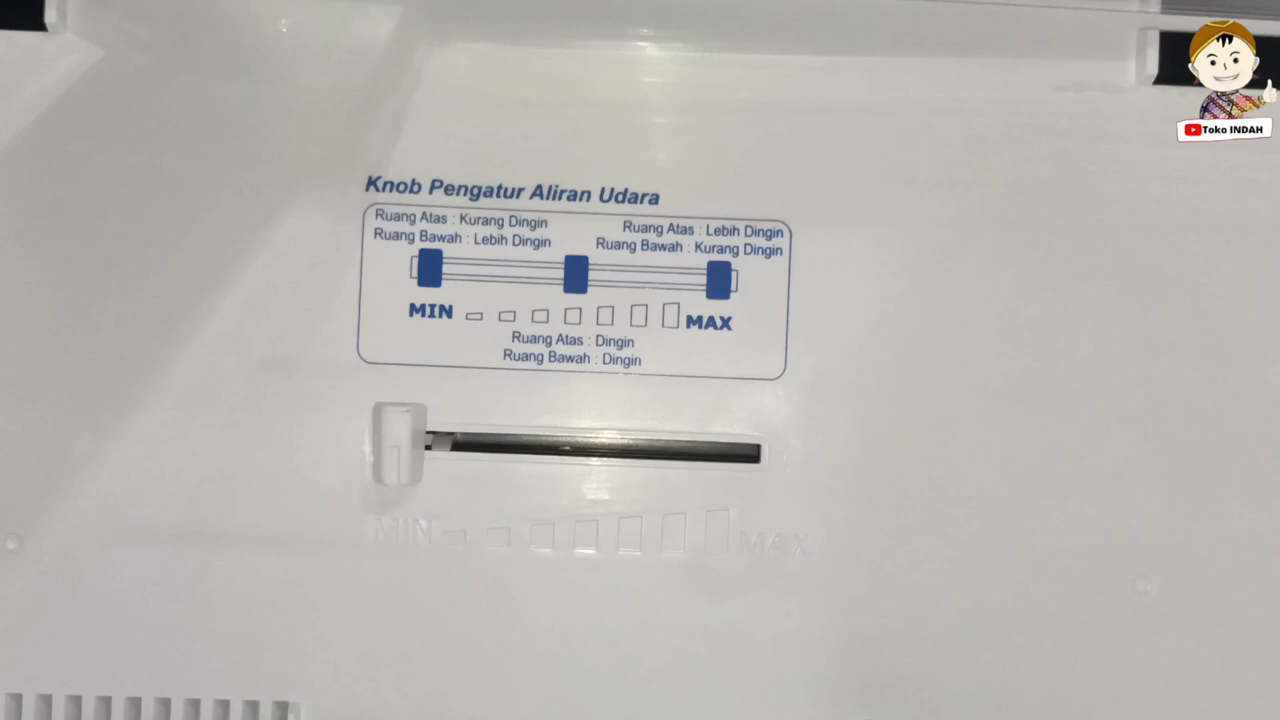 Toko INDAH
Knob Pengatur Aliran Udara
Ruang Atas : Kurang Dingin
Ruang Bawah : Lebih Dingin
Ruang Atas : Lebih Dingin
Ruang Bawah : Kurang Dingin
MIN MAX
Ruang Atas : Dingin
Ruang Bawah : Dingin
MIN MAX